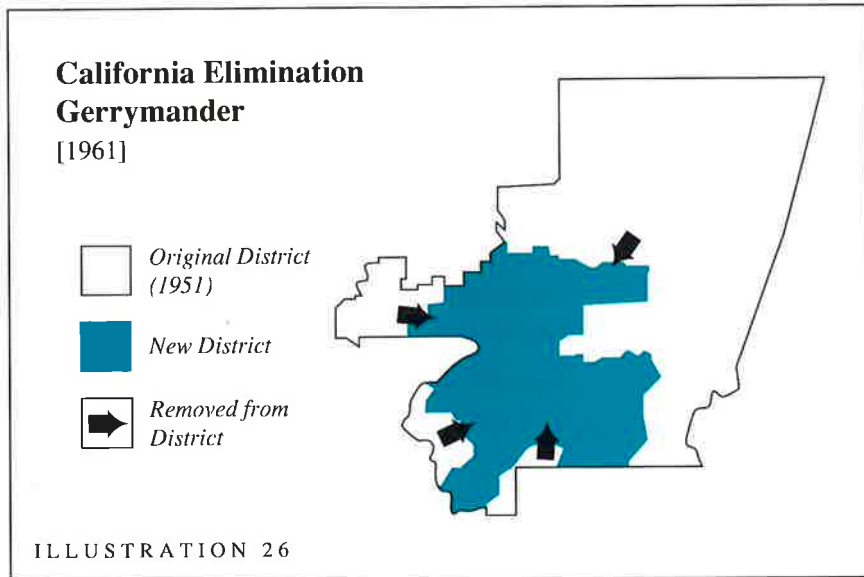 California Elimination
Gerrymander
[1961]
Original District
(1951)
New District
Removed from
District
ILLUSTRATION 26